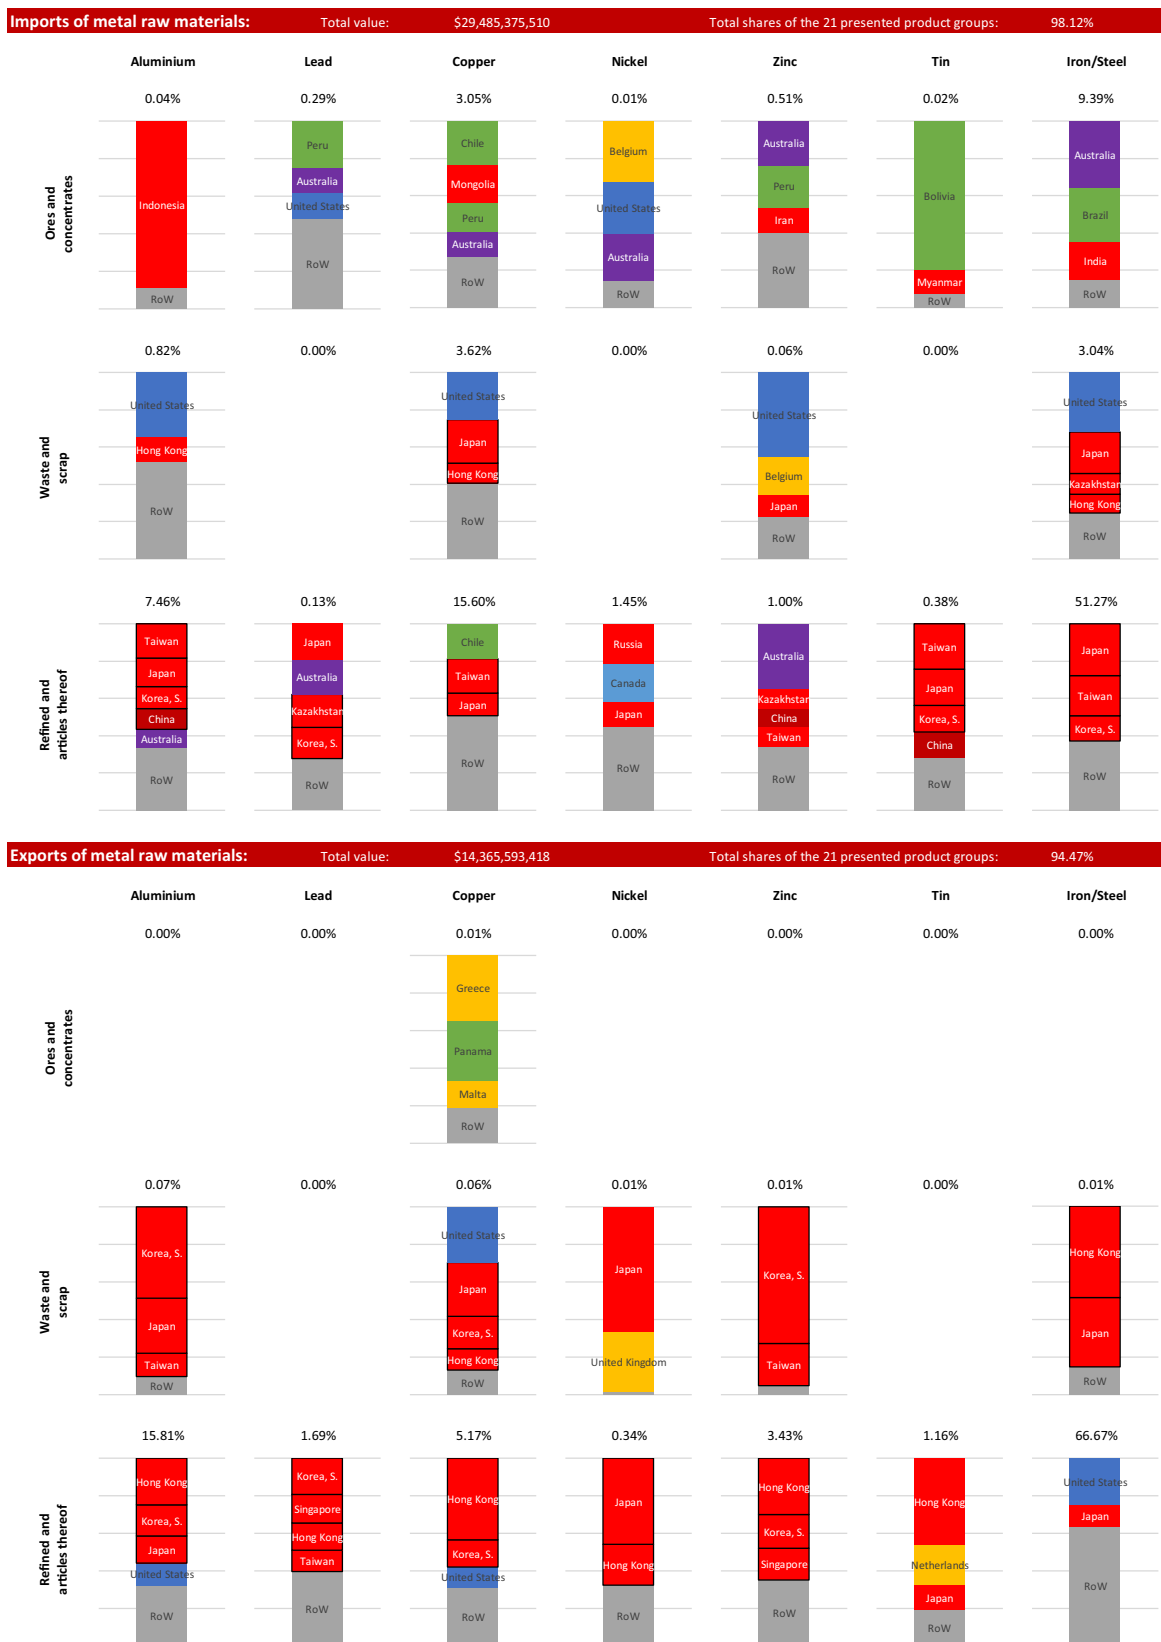 Imports of metal raw materials: Total value: $29,485,375,510 Total shares of the 21 presented product groups: 98.12%
Aluminium Lead Copper Nickel Zinc Tin Iron/Steel
Ores and
concentrates
0.04% 0.29% 3.05% 0.01% 0.51% 0.02% 9.39%
Indonesia
RoW
Peru
Australia
United States
RoW
Chile
Mongolia
Peru
Australia
RoW
Belgium
United States
Australia
RoW
Australia
Peru
Iran
RoW
Bolivia
Myanmar
RoW
Australia
Brazil
India
RoW
Waste and
scrap
0.82% 0.00% 3.62% 0.00% 0.06% 0.00% 3.04%
United States
Hong Kong
RoW
United States
Japan
Hong Kong
RoW
United States
Belgium
Japan
RoW
United States
Japan
Kazakhstan
Hong Kong
RoW
Refined and
articles thereof
7.46% 0.13% 15.60% 1.45% 1.00% 0.38% 51.27%
Taiwan
Japan
Korea, S.
China
Australia
RoW
Japan
Australia
Kazakhstan
Korea, S.
RoW
Chile
Taiwan
Japan
RoW
Russia
Canada
Japan
RoW
Australia
Kazakhstan
China
Taiwan
RoW
Taiwan
Japan
Korea, S.
China
RoW
Japan
Taiwan
Korea, S.
RoW
Exports of metal raw materials: Total value: $14,365,593,418 Total shares of the 21 presented product groups: 94.47%
Aluminium Lead Copper Nickel Zinc Tin Iron/Steel
Ores and
concentrates
0.00% 0.00% 0.01% 0.00% 0.00% 0.00% 0.00%
Greece
Panama
Malta
RoW
Waste and
scrap
0.07% 0.00% 0.06% 0.01% 0.01% 0.00% 0.01%
Korea, S.
Japan
Taiwan
RoW
United States
Japan
Korea, S.
Hong Kong
RoW
Japan
United Kingdom
Korea, S.
Taiwan
Hong Kong
Japan
RoW
Refined and
articles thereof
15.81% 1.69% 5.17% 0.34% 3.43% 1.16% 66.67%
Hong Kong
Korea, S.
Japan
United States
RoW
Korea, S.
Singapore
Hong Kong
Taiwan
RoW
Hong Kong
Korea, S.
United States
RoW
Japan
Hong Kong
RoW
Hong Kong
Korea, S.
Singapore
RoW
Hong Kong
Netherlands
Japan
RoW
United States
Japan
RoW